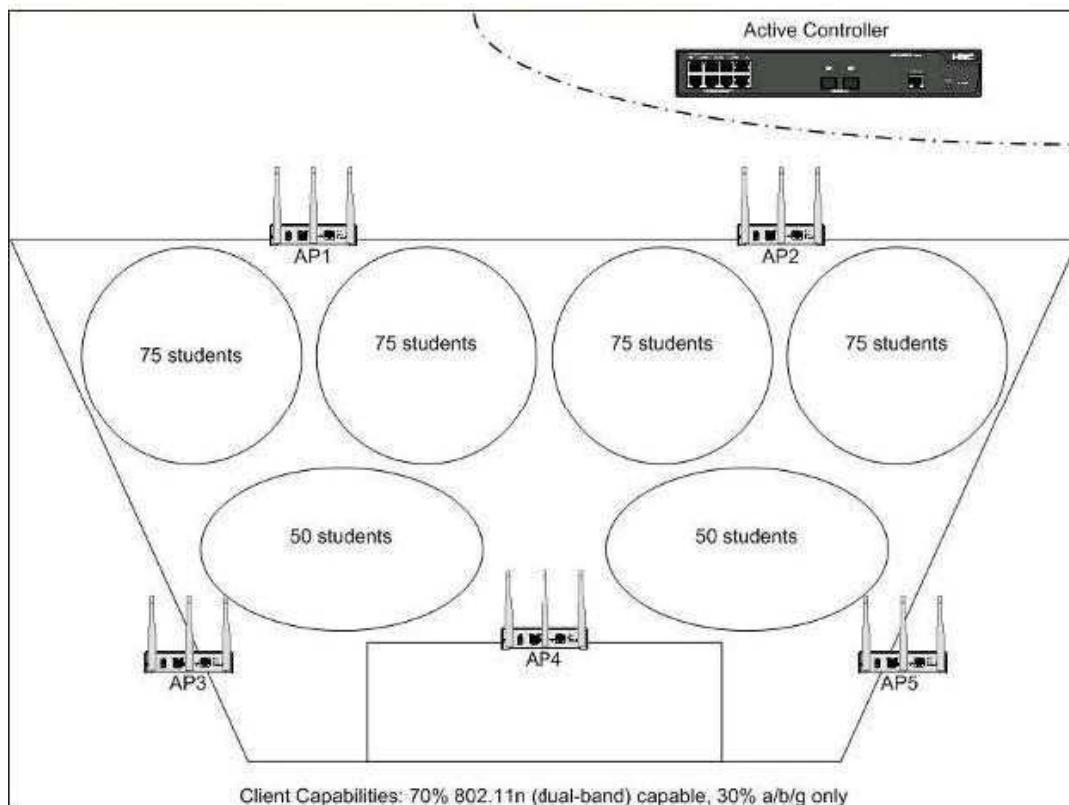 Active Controller
AP1
AP2
75 students
75 students
75 students
75 students
50 students
50 students
AP3
AP4
AP5
Client Capabilities: 70% 802.11n (dual-band) capable, 30% a/b/g only